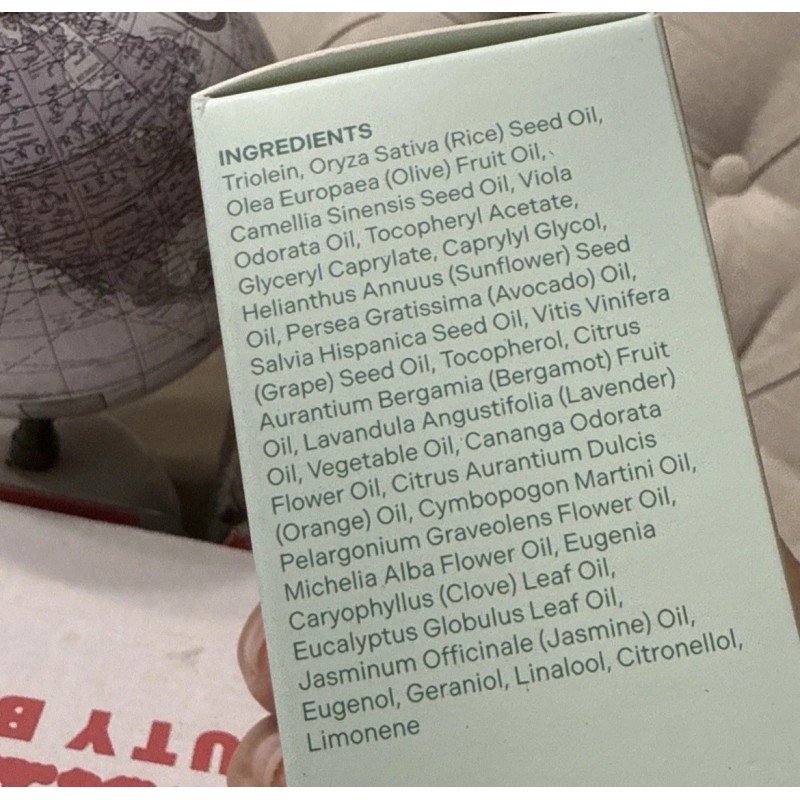 INGREDIENTS
Triolein, Oryza Sativa (Rice) Seed Oil,
Olea Europaea (Olive) Fruit Oil,
Camellia Sinensis Seed Oil, Viola
Odorata Oil, Tocopheryl Acetate,
Glyceryl Caprylate, Caprylyl Glycol,
Helianthus Annuus (Sunflower) Seed
Oil, Persea Gratissima (Avocado) Oil,
Salvia Hispanica Seed Oil, Vitis Vinifera
(Grape) Seed Oil, Tocopherol, Citrus
Aurantium Bergamia (Bergamot) Fruit
Oil, Lavandula Angustifolia (Lavender)
Oil, Vegetable Oil, Cananga Odorata
Flower Oil, Citrus Aurantium Dulcis
(Orange) Oil, Cymbopogon Martini Oil,
Pelargonium Graveolens Flower Oil,
Michelia Alba Flower Oil, Eugenia
Caryophyllus (Clove) Leaf Oil,
Eucalyptus Globulus Leaf Oil,
Jasminum Officinale (Jasmine) Oil,
Eugenol, Geraniol, Linalool, Citronellol,
Limonene
UTY B